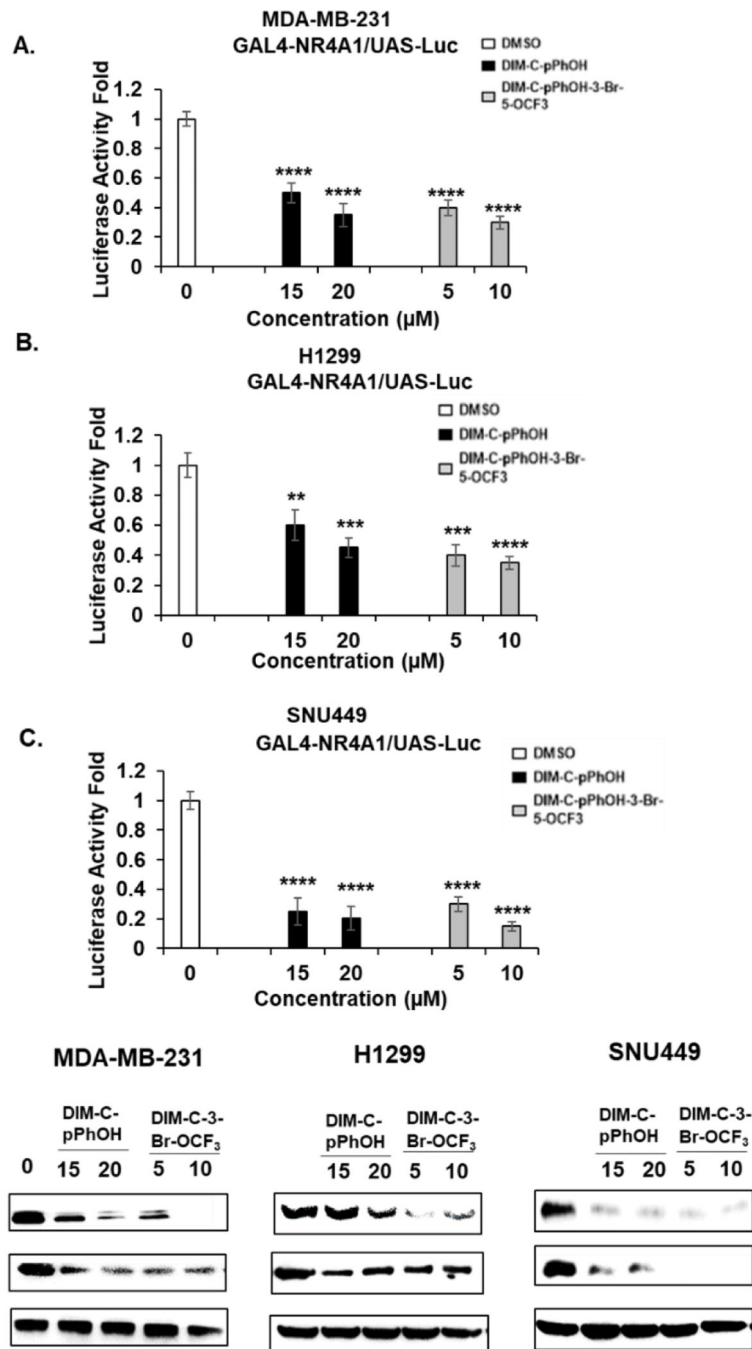 A.
MDA-MB-231
GAL4-NR4A1/UAS-Luc
DMSO
DIM-C-pPhOH
DIM-C-pPhOH-3-Br-
5-OCF3
Luciferase Activity Fold
1.2
1
0.8
0.6
0.4
0.2
0
****
****
****
****
0
15
20
5
10
Concentration (µM)
B.
H1299
GAL4-NR4A1/UAS-Luc
DMSO
DIM-C-pPhOH
DIM-C-pPhOH-3-Br-
5-OCF3
Luciferase Activity Fold
1.2
1
0.8
0.6
0.4
0.2
0
**
***
***
****
0
15
20
5
10
Concentration (µM)
C.
SNU449
GAL4-NR4A1/UAS-Luc
DMSO
DIM-C-pPhOH
DIM-C-pPhOH-3-Br-
5-OCF3
Luciferase Activity Fold
1.2
1
0.8
0.6
0.4
0.2
0
****
****
****
****
0
15
20
5
10
Concentration (µM)
MDA-MB-231
DIM-C-
pPhOH
DIM-C-3-
Br-OCF₃
0 15 20 5 10
H1299
DIM-C-
pPhOH
DIM-C-3-
Br-OCF₃
15 20 5 10
SNU449
DIM-C-
pPhOH
DIM-C-3-
Br-OCF₃
15 20 5 10